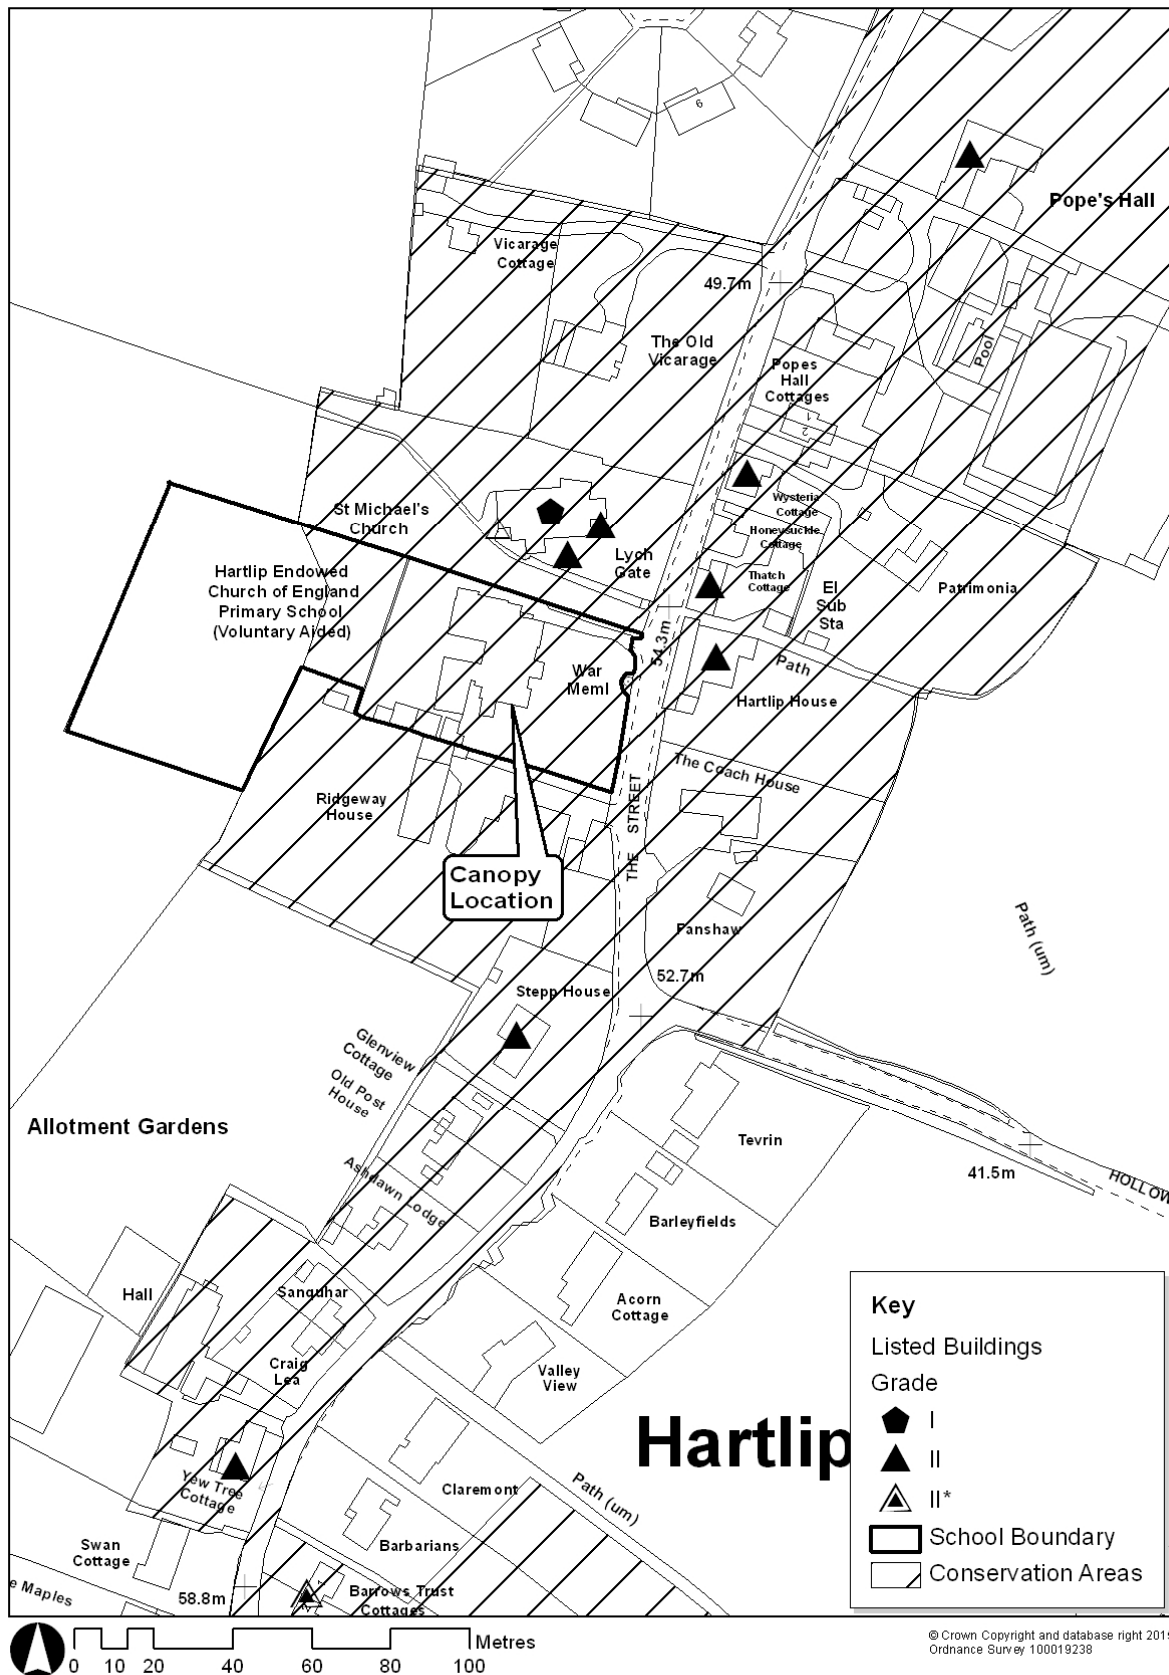 6
Pope's Hall
Vicarage
Cottage
49.7m
The Old
Vicarage
Pool
Popes
Hall
Cottages
1
2
Wysteria
Cottage
St Michael's
Church
Honeysuckle
Cottage
Lych
Gate
Hartlip Endowed
Church of England
Primary School
(Voluntary Aided)
Thatch
Cottage
El
Sub
Sta
Patrimonia
54.3m
Path
War
Meml
Hartlip House
The Coach House
THE STREET
Ridgeway
House
Canopy
Location
Fanshaw
Path (um)
52.7m
Stepp House
Glenview
Cottage
Old Post
House
Allotment Gardens
Tevrin
41.5m
HOLLOW
Ashdawn Lodge
Barleyfields
Hall
Sanquhar
Acorn
Cottage
Craig
Lea
Valley
View
Hartlip
Key
Listed Buildings
Grade
I
II
II*
School Boundary
Conservation Areas
Yew Tree
Cottage
Claremont
Path (um)
Barbarians
Swan
Cottage
e Maples
58.8m
Barrows Trust
Cottages
Metres
0 10 20 40 60 80 100
© Crown Copyright and database right 201
Ordnance Survey 100019238